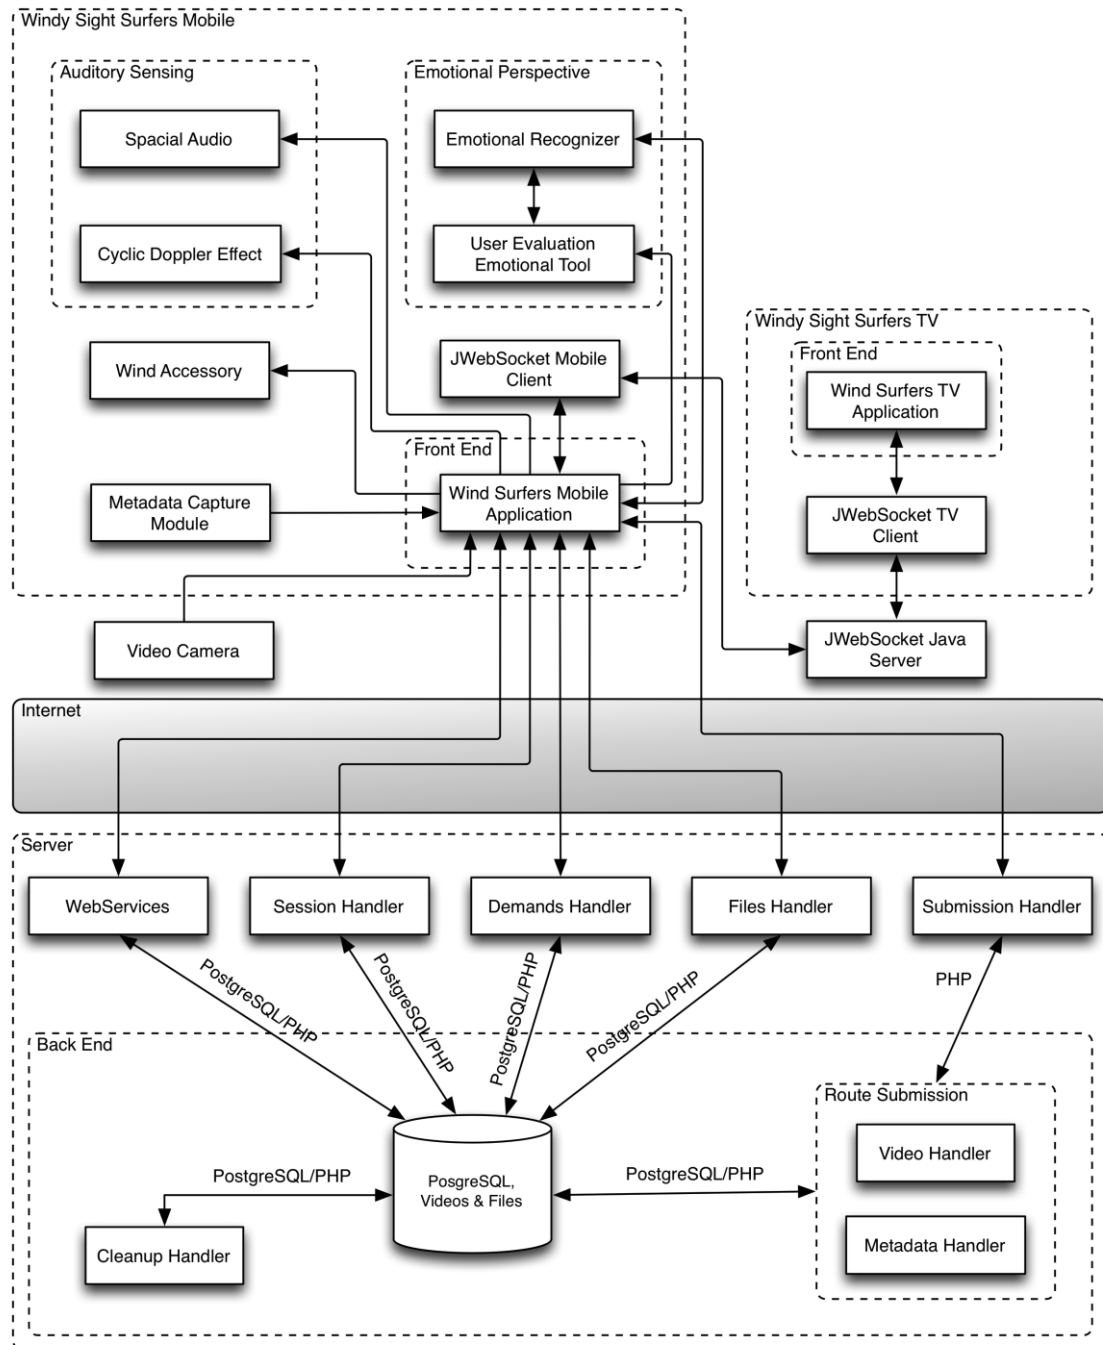 Windy Sight Surfers Mobile
Auditory Sensing
Emotional Perspective
Spacial Audio
Emotional Recognizer
Cyclic Doppler Effect
User Evaluation
Emotional Tool
Windy Sight Surfers TV
Front End
Wind Accessory
JWebSocket Mobile
Client
Wind Surfers TV
Application
Front End
Metadata Capture
Module
Wind Surfers Mobile
Application
JWebSocket TV
Client
Video Camera
JWebSocket Java
Server
Internet
Server
WebServices
Session Handler
Demands Handler
Files Handler
Submission Handler
PostgreSQL/PHP
PostgreSQL/PHP
PostgreSQL/PHP
PostgreSQL/PHP
PHP
Back End
Route Submission
Video Handler
PostgreSQL/PHP
PosgreSQL,
Videos & Files
PostgreSQL/PHP
Cleanup Handler
Metadata Handler